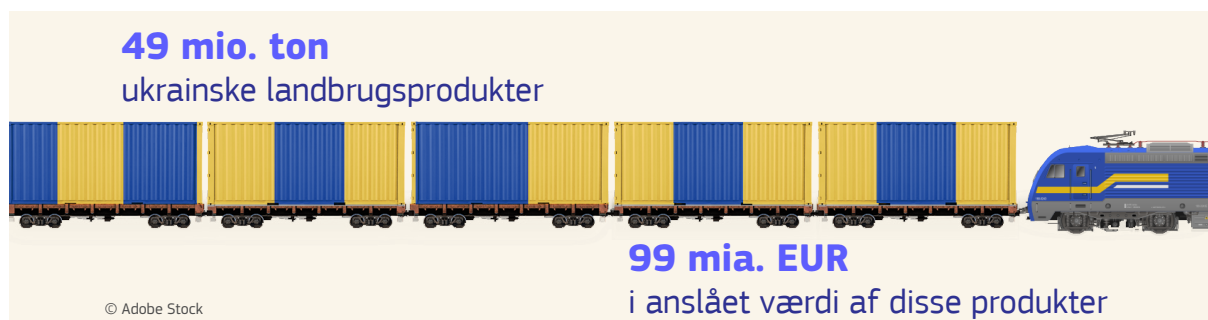 49 mio. ton
ukrainske landbrugsprodukter
99 mia. EUR
i anslået værdi af disse produkter
© Adobe Stock